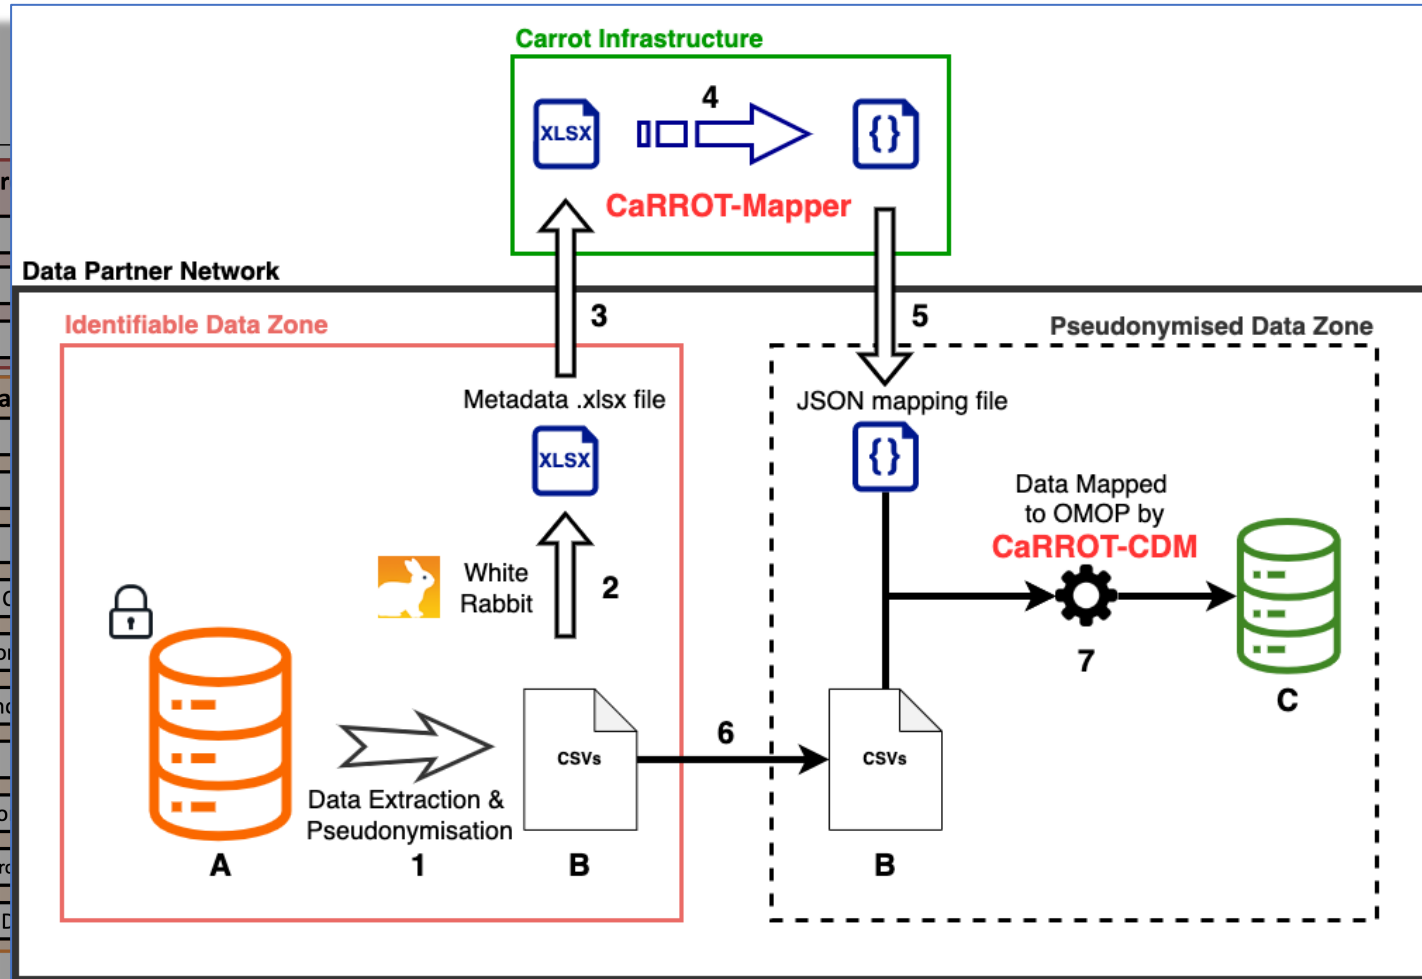 Carrot Infrastructure
4
XLSX
{}
CaRROT-Mapper
Data Partner Network
3
5
Identifiable Data Zone
Pseudonymised Data Zone
Metadata .xlsx file
JSON mapping file
XLSX
{}
Data Mapped
to OMOP by
CaRROT-CDM
White
Rabbit
2
7
C
6
CSVs
CSVs
Data Extraction &
Pseudonymisation
A
1
B
B